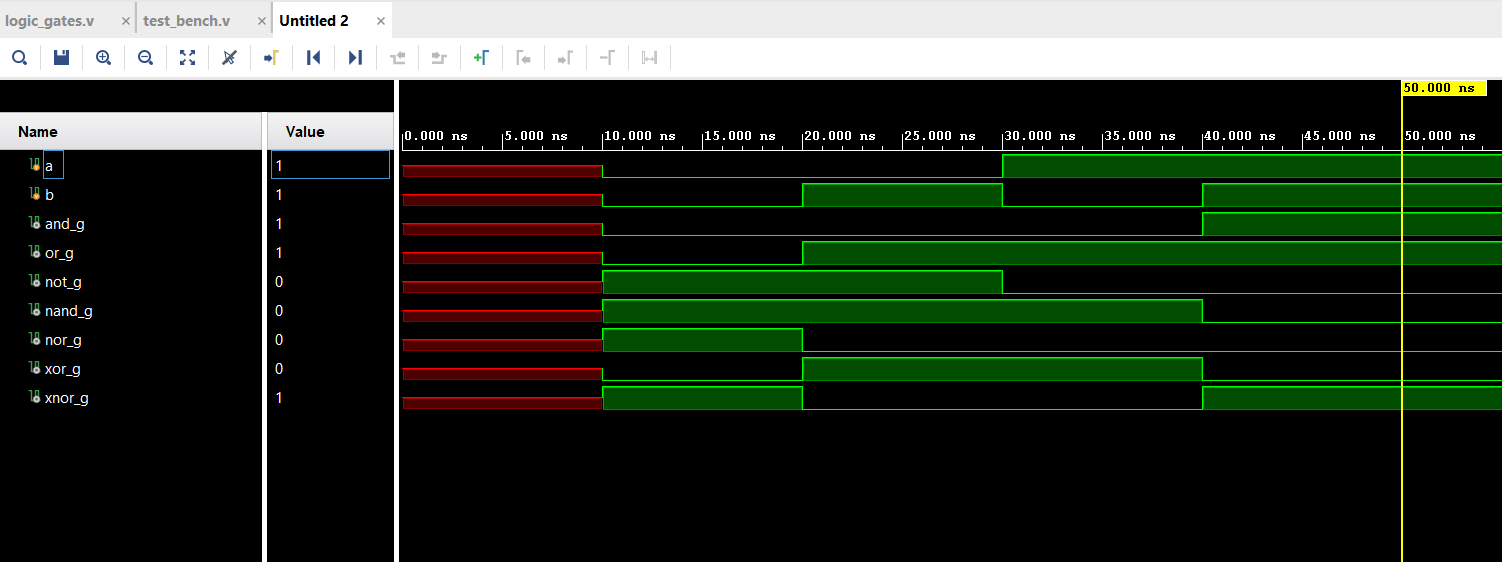 logic_gates.v × test_bench.v × Untitled 2 ×
50.000 ns
Name Value
0.000 ns 5.000 ns 10.000 ns 15.000 ns 20.000 ns 25.000 ns 30.000 ns 35.000 ns 40.000 ns 45.000 ns 50.000 ns
a 1
b 1
and_g 1
or_g 1
not_g 0
nand_g 0
nor_g 0
xor_g 0
xnor_g 1